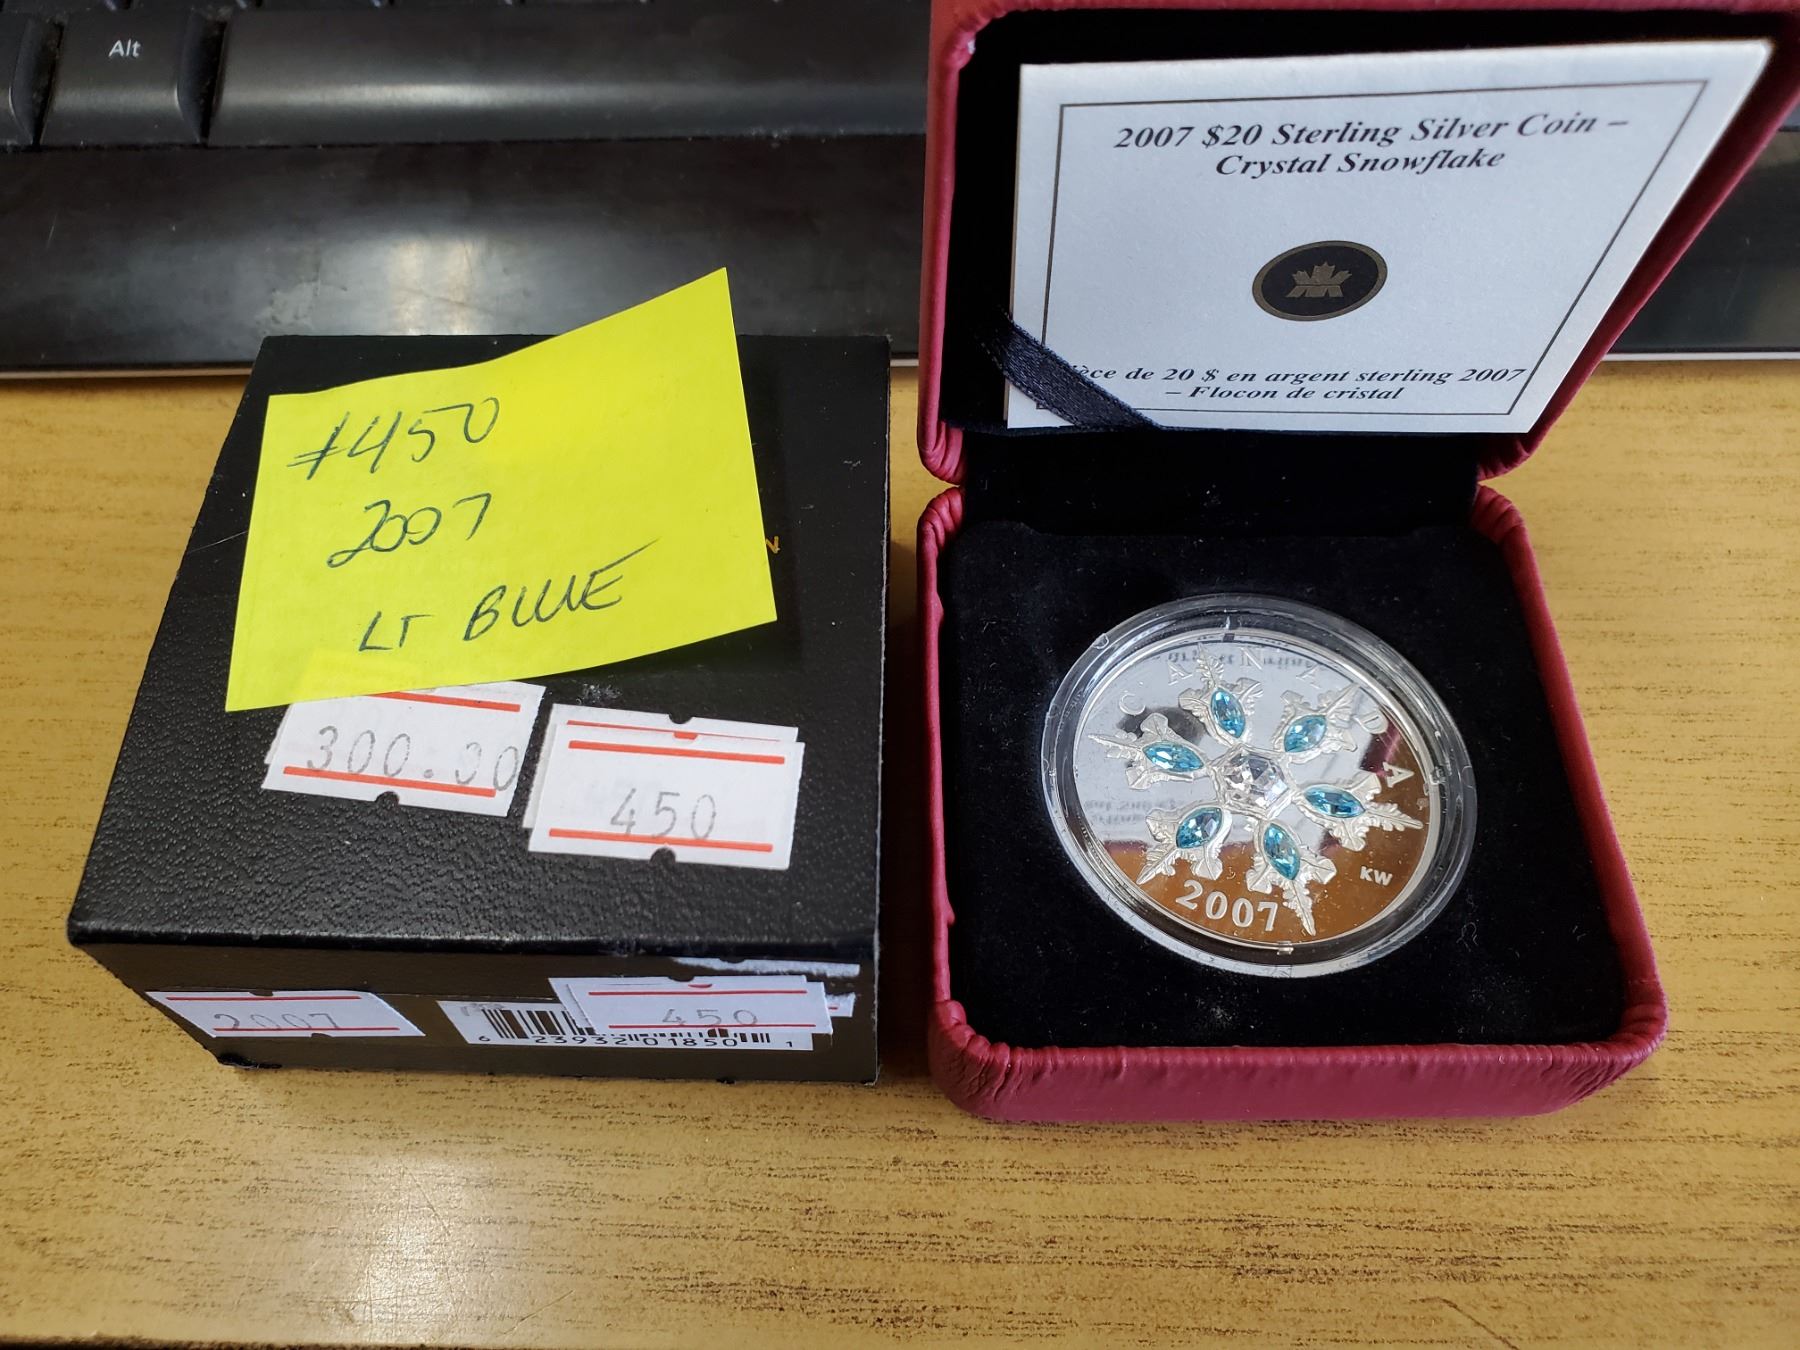 Alt
2007 $20 Sterling Silver Coin –
Crystal Snowflake
ièce de 20 $ en argent sterling 2007
– Flocon de cristal
$450
2007
LT BLUE
300.00
450
2007
450
6 23932 01850 1
CANADA
KW
2007